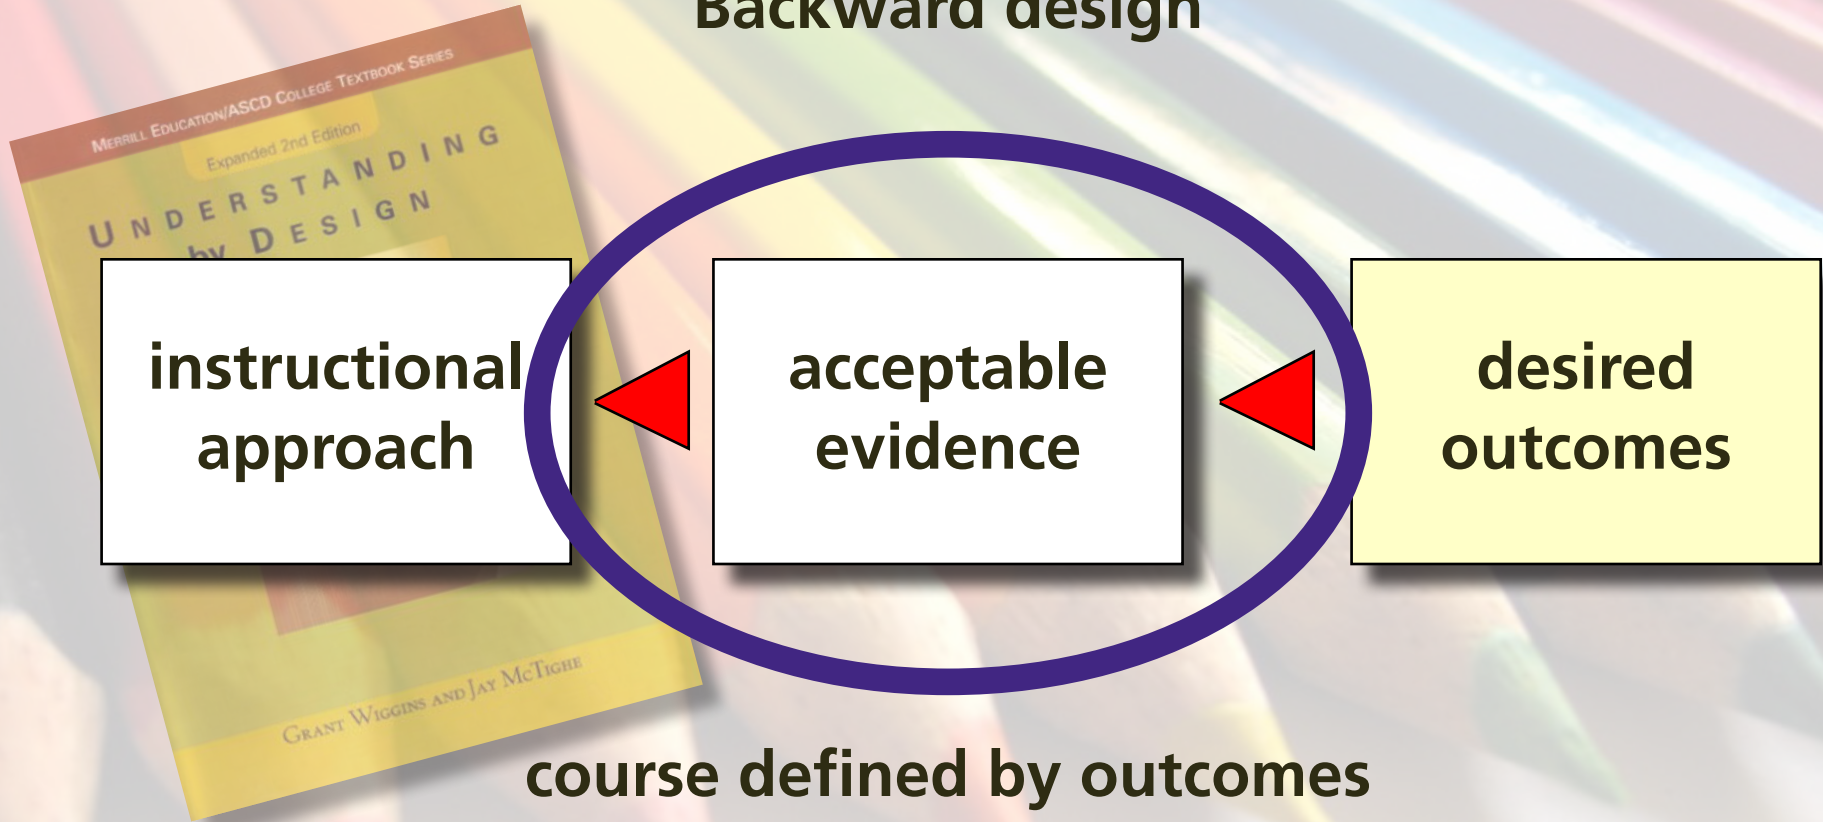 Backward design
MERRILL EDUCATION/ASCD COLLEGE TEXTBOOK SERIES
Expanded 2nd Edition
UNDERSTANDING
by DESIGN
instructional
approach
acceptable
evidence
desired
outcomes
GRANT WIGGINS AND JAY MCTIGHE
course defined by outcomes